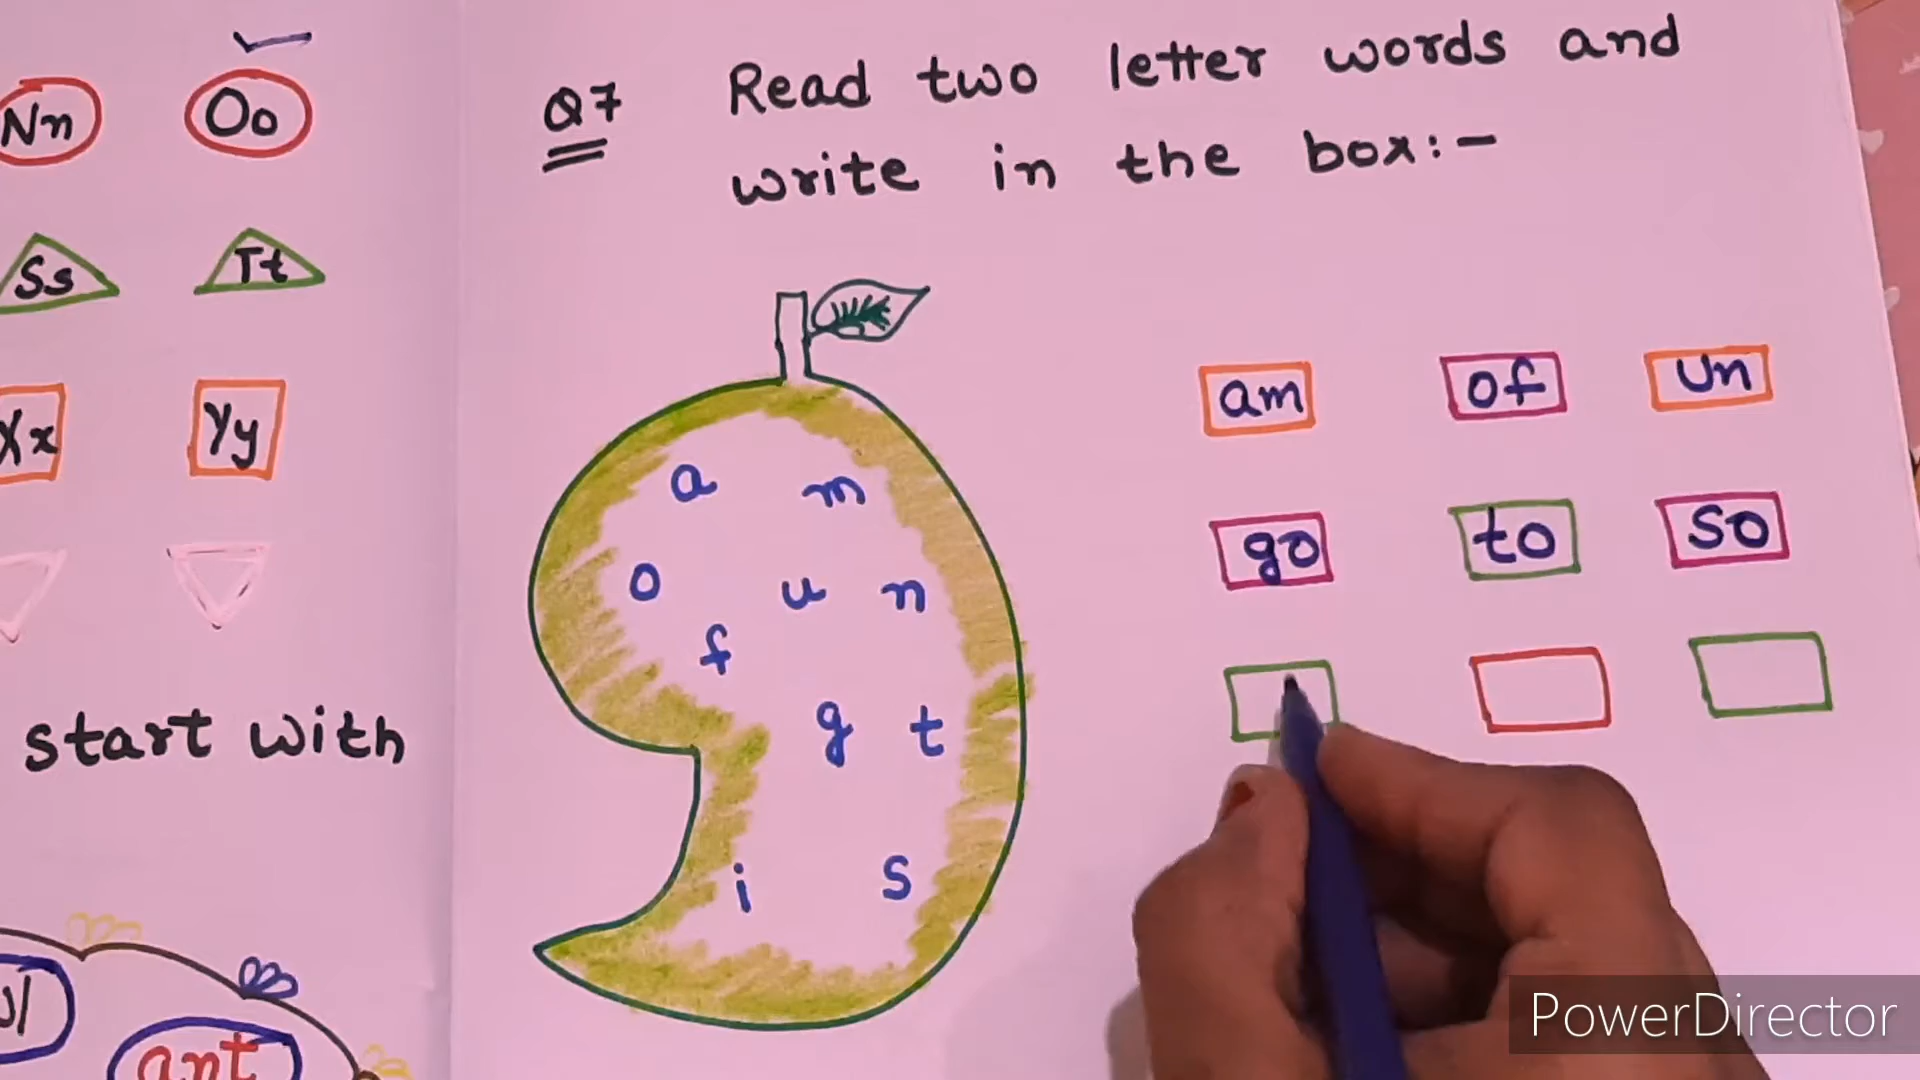 Nn Oo
Ss Tt
Xx Yy
start with
ant
Q7 Read two letter words and
write in the box:-
a m
o u n
f
g t
i s
am of un
go to so
PowerDirector